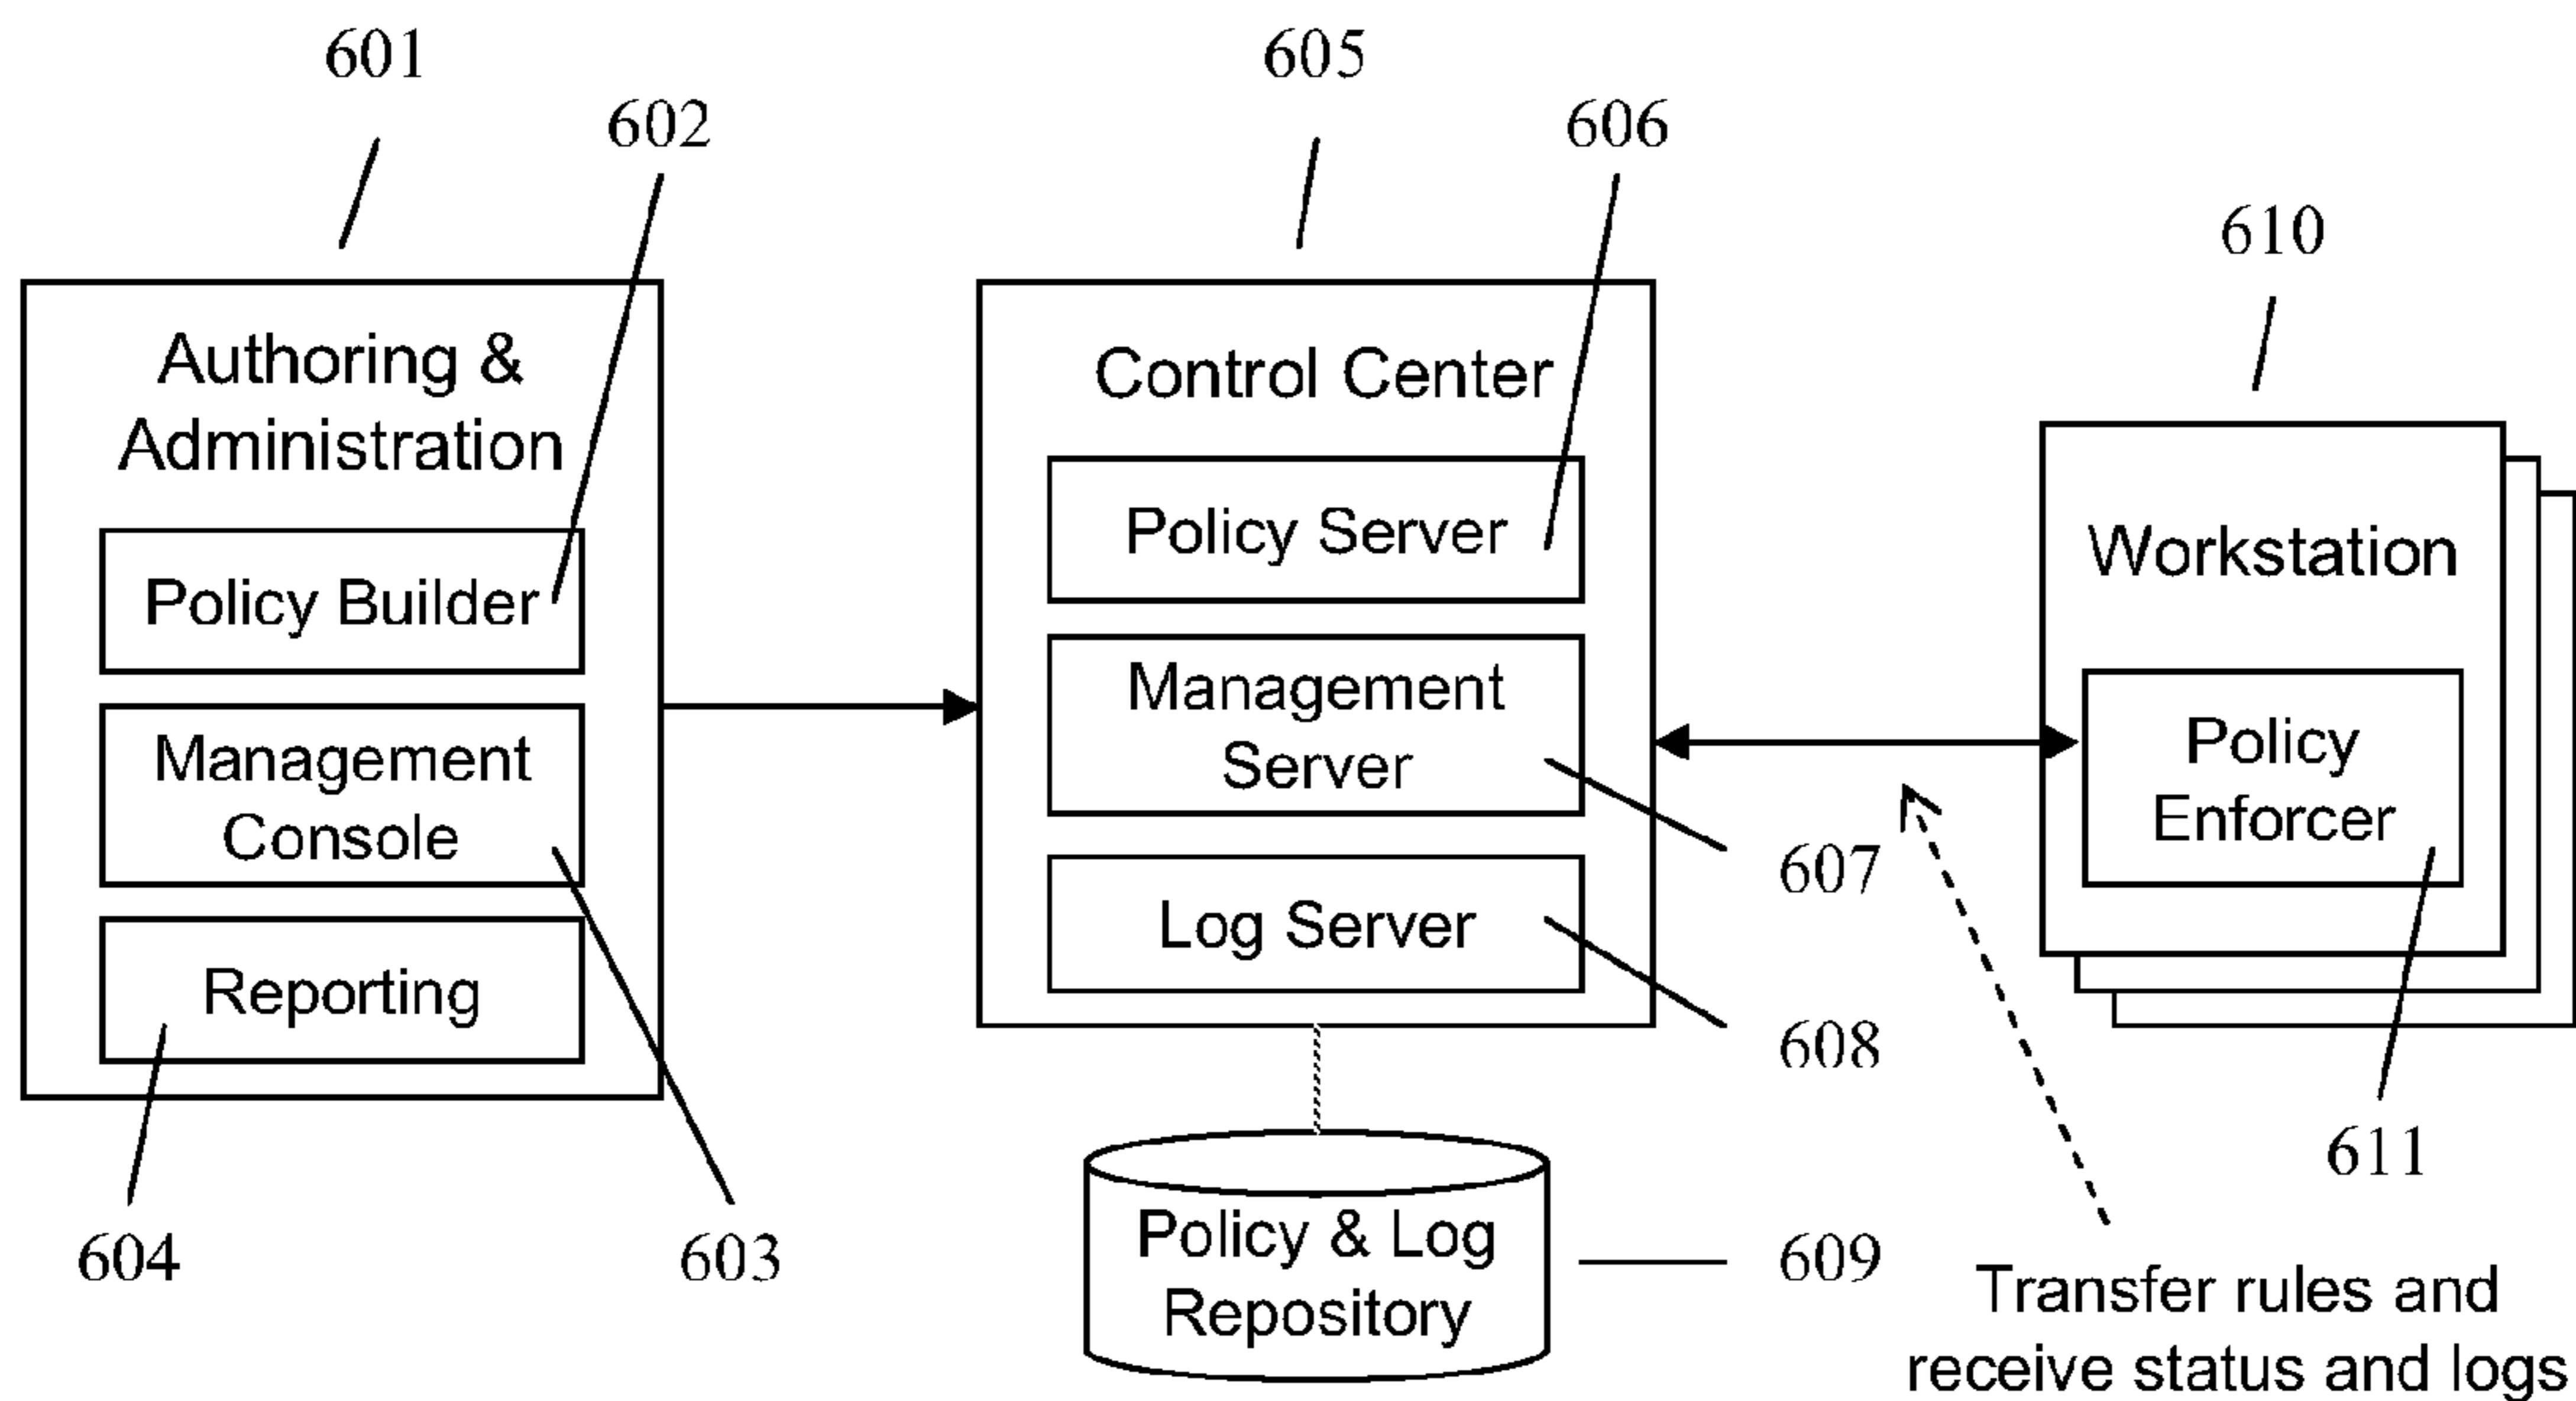 601
602
605
606
610
Authoring &
Administration
Policy Builder
Management
Console
Reporting
604
603
Control Center
Policy Server
Management
Server
Log Server
607
608
Policy & Log
Repository
609
Workstation
Policy
Enforcer
611
Transfer rules and
receive status and logs